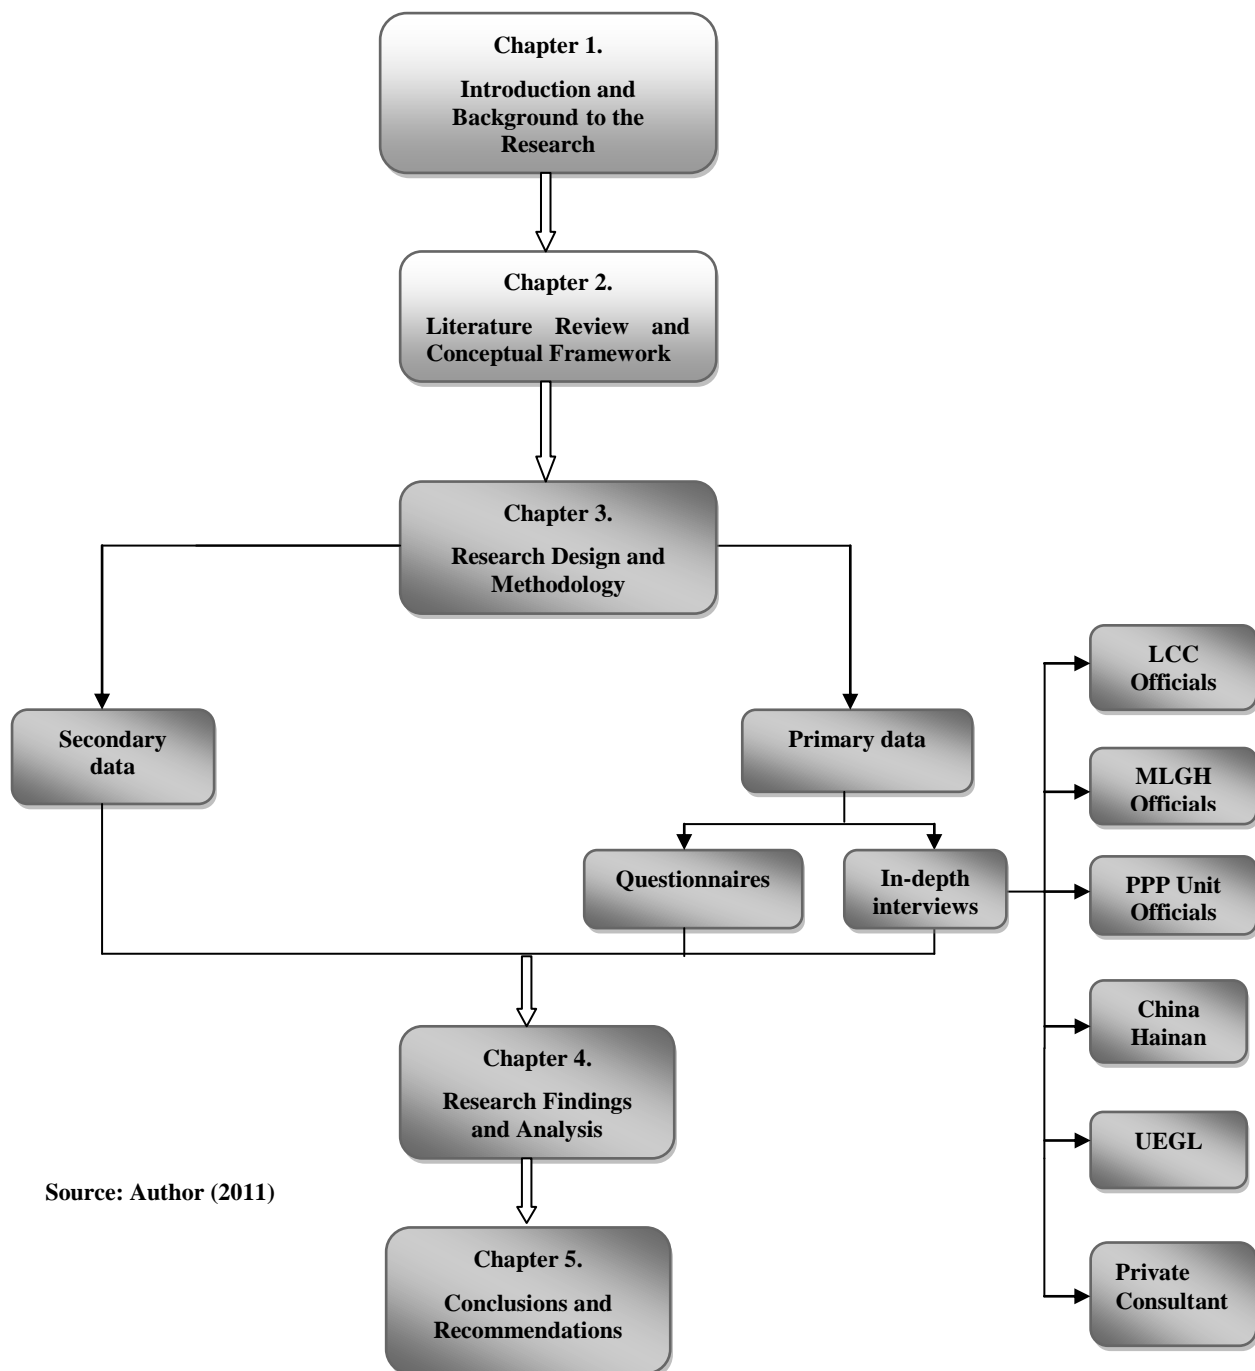 Chapter 1.
Introduction and
Background to the
Research
Chapter 2.
Literature Review and
Conceptual Framework
Chapter 3.
Research Design and
Methodology
Secondary
data
Primary data
Questionnaires
In-depth
interviews
LCC
Officials
MLGH
Officials
PPP Unit
Officials
China
Hainan
UEGL
Private
Consultant
Chapter 4.
Research Findings
and Analysis
Source: Author (2011)
Chapter 5.
Conclusions and
Recommendations